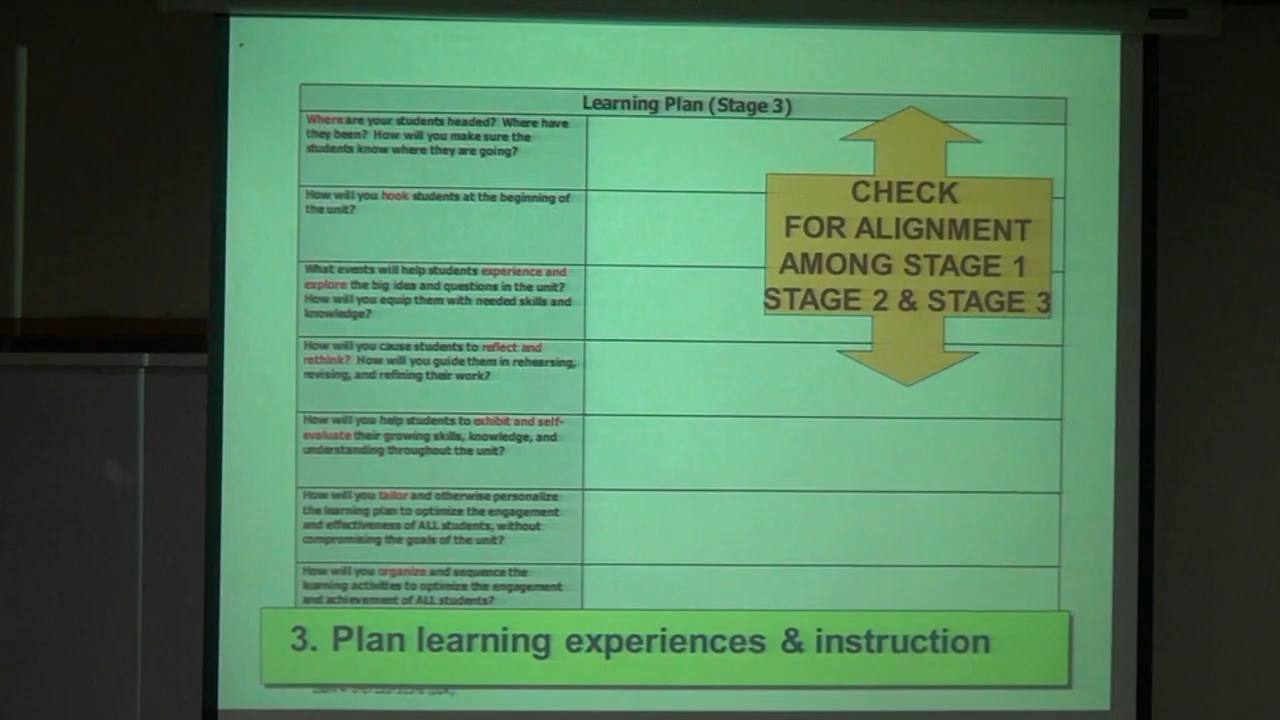 Learning Plan (Stage 3)
Where are your students headed? Where have
they been? How will you make sure the
students know where they are going?
How will you hook students at the beginning of
the unit?
What events will help students experience and
explore the big idea and questions in the unit?
How will you equip them with needed skills and
knowledge?
How will you cause students to reflect and
rethink? How will you guide them in rehearsing,
revising, and refining their work?
How will you help students to exhibit and self-
evaluate their growing skills, knowledge, and
understanding throughout the unit?
How will you tailor and otherwise personalize
the learning plan to optimize the engagement
and effectiveness of ALL students, without
compromising the goals of the unit?
How will you organize and sequence the
learning activities to optimize the engagement
and achievement of ALL students?
CHECK
FOR ALIGNMENT
AMONG STAGE 1
STAGE 2 & STAGE 3
3. Plan learning experiences & instruction